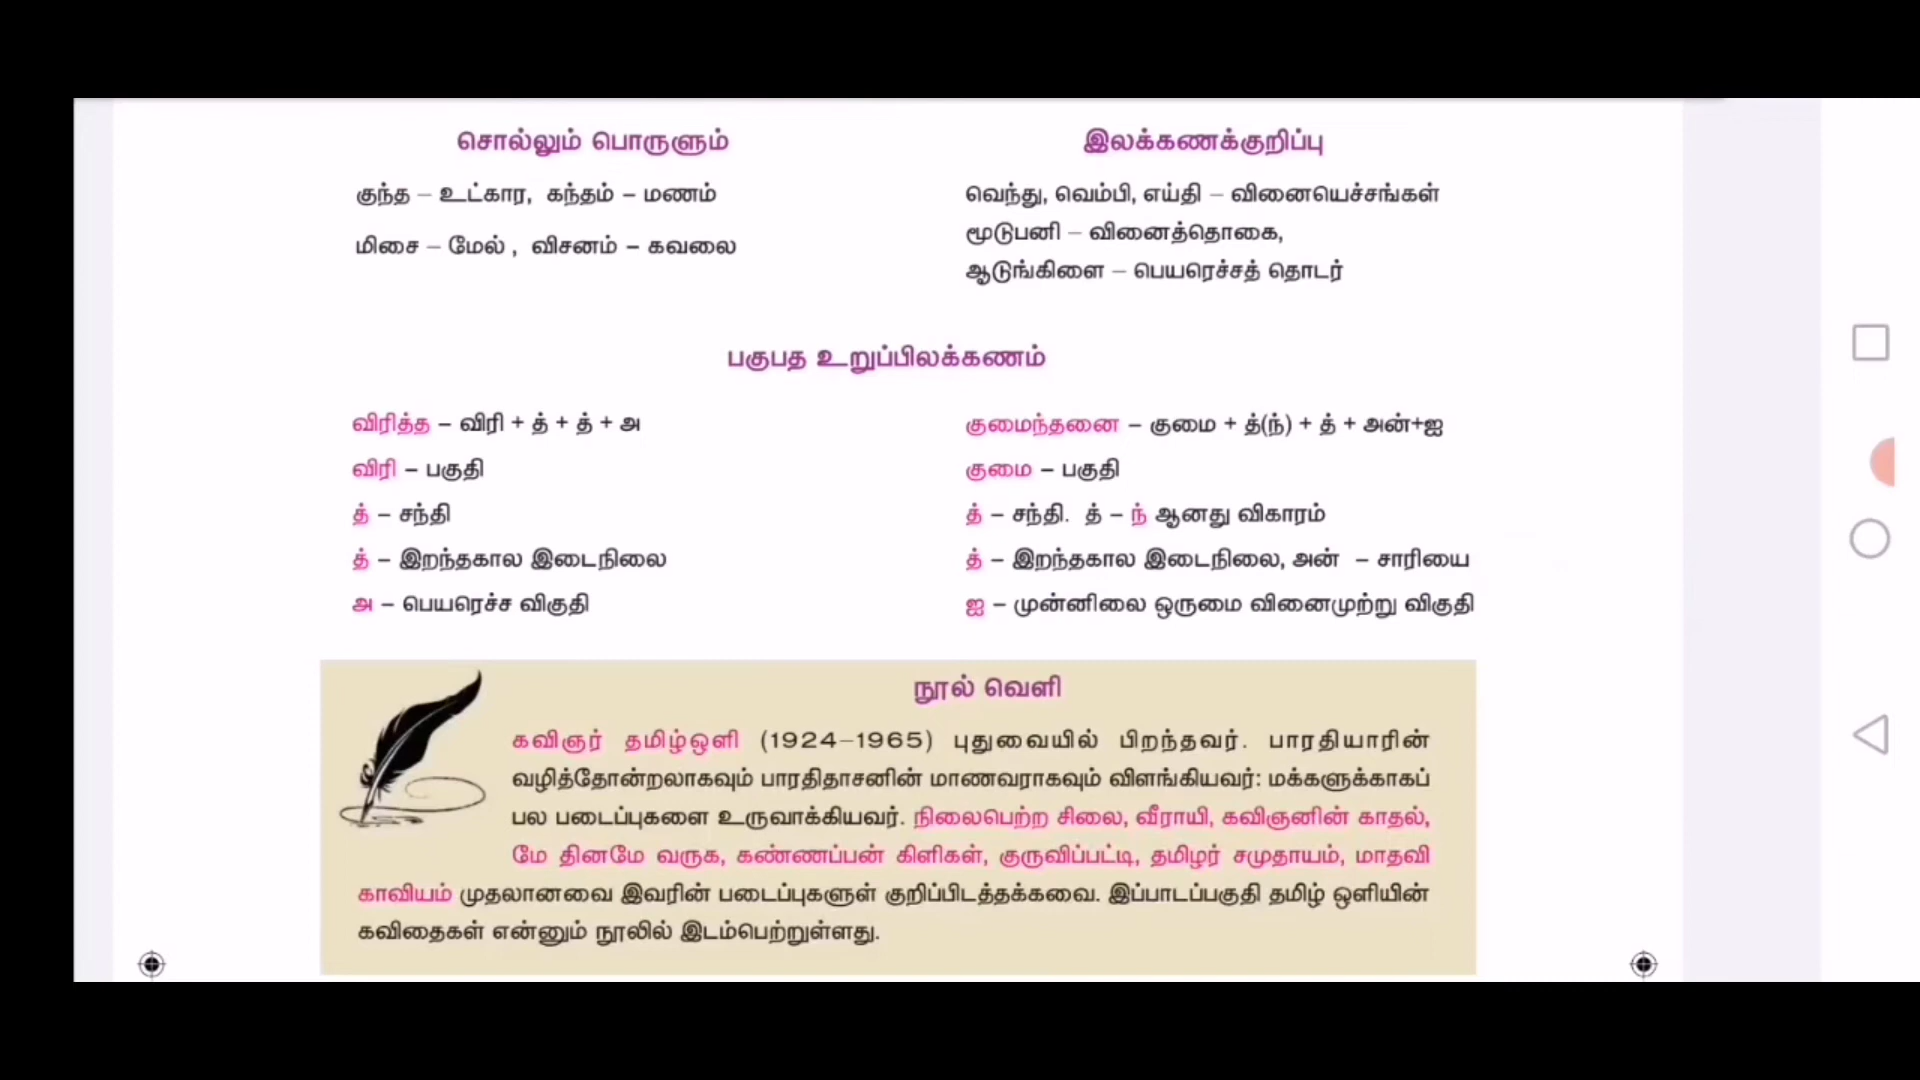 சொல்லும் பொருளும்
குந்த – உட்கார, கந்தம் – மணம்
மிசை – மேல் , விசனம் – கவலை
இலக்கணக்குறிப்பு
வெந்து, வெம்பி, எய்தி – வினையெச்சங்கள்
மூடுபனி – வினைத்தொகை,
ஆடுங்கிளை – பெயரெச்சத் தொடர்
பகுபத உறுப்பிலக்கணம்
விரித்த – விரி + த் + த் + அ
விரி – பகுதி
த் – சந்தி
த் – இறந்தகால இடைநிலை
அ – பெயரெச்ச விகுதி
குமைந்தனை – குமை + த்(ந்) + த் + அன்+ஐ
குமை – பகுதி
த் – சந்தி. த் – ந் ஆனது விகாரம்
த் – இறந்தகால இடைநிலை, அன் – சாரியை
ஐ – முன்னிலை ஒருமை வினைமுற்று விகுதி
நூல் வெளி
கவிஞர் தமிழ்ஒளி (1924–1965) புதுவையில் பிறந்தவர். பாரதியாரின்
வழித்தோன்றலாகவும் பாரதிதாசனின் மாணவராகவும் விளங்கியவர்: மக்களுக்காகப்
பல படைப்புகளை உருவாக்கியவர். நிலைபெற்ற சிலை, வீராயி, கவிஞனின் காதல்,
மே தினமே வருக, கண்ணப்பன் கிளிகள், குருவிப்பட்டி, தமிழர் சமுதாயம், மாதவி
காவியம் முதலானவை இவரின் படைப்புகளுள் குறிப்பிடத்தக்கவை. இப்பாடப்பகுதி தமிழ் ஒளியின்
கவிதைகள் என்னும் நூலில் இடம்பெற்றுள்ளது.